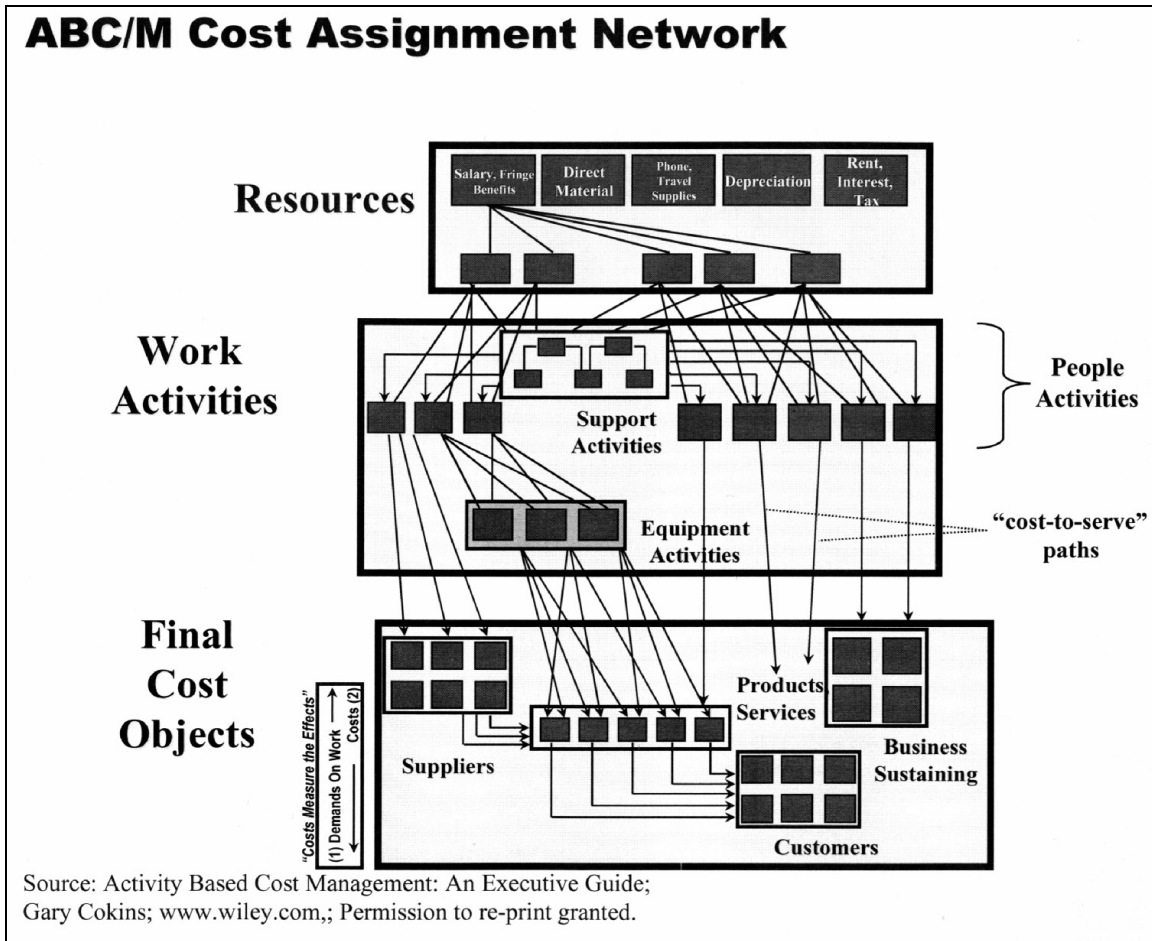 ABC/M Cost Assignment Network
Resources
Salary, Fringe
Benefits
Direct
Material
Phone,
Travel
Supplies
Depreciation
Rent,
Interest,
Tax
Work
Activities
Support
Activities
People
Activities
Equipment
Activities
“cost-to-serve”
paths
Final
Cost
Objects
"Costs Measure the Effects"
(1) Demands On Work
Costs (2)
Suppliers
Products,
Services
Business
Sustaining
Customers
Source: Activity Based Cost Management: An Executive Guide;
Gary Cokins; www.wiley.com,; Permission to re-print granted.